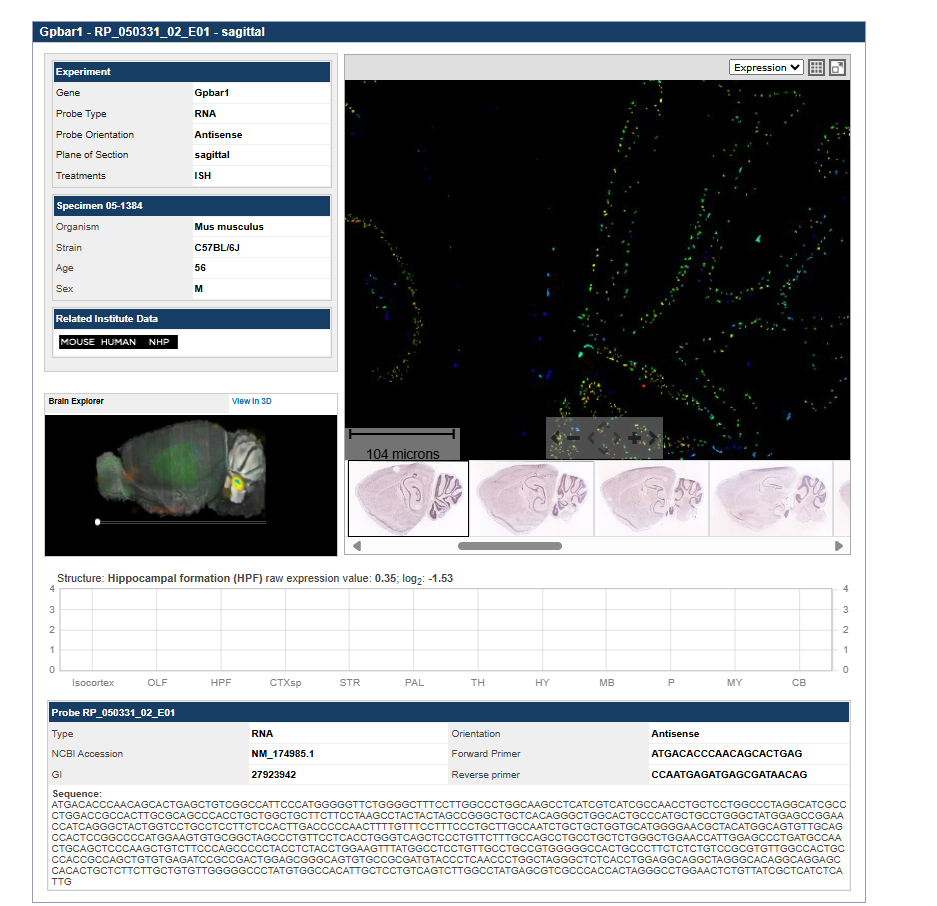 Gpbar1 - RP_050331_02_E01 - sagittal
Experiment
Gene Gpbar1
Probe Type RNA
Probe Orientation Antisense
Plane of Section sagittal
Treatments ISH
Specimen 05-1384
Organism Mus musculus
Strain C57BL/6J
Age 56
Sex M
Related Institute Data
MOUSE HUMAN NHP
Expression
104 microns
Brain Explorer View in 3D
Structure: Hippocampal formation (HPF) raw expression value: 0.35; log2: -1.53
4 4
3 3
2 2
1 1
0 0
Isocortex OLF HPF CTXsp STR PAL TH HY MB P MY CB
Probe RP_050331_02_E01
Type RNA Orientation Antisense
NCBI Accession NM_174985.1 Forward Primer ATGACACCCAACAGCACTGAG
GI 27923942 Reverse primer CCAATGAGATGAGCGATAACAG
Sequence:
ATGACACCCAACAGCACTGAGCTGTCGGCCATTCCCATGGGGGTTCTGGGGCTTTCCTTGGCCCTGGCAAGCCTCATCGTCATCGCCAACCTGCTCCTGGCCCTAGGCATCGCC
CTGGACCGCCACTTGCGCAGCCCACCTGCTGGCTGCTTCTTCCTAAGCCTACTACTAGCCGGGCTGCTCACAGGGCTGGCACTGCCCATGCTGCCTGGGCTATGGAGCCGGAA
CCATCAGGGCTACTGGTCCTGCCTCCTTCTCCACTTGACCCCCAACTTTTGTTTCCTTTCCCTGCTTGCCAATCTGCTGCTGGTGCATGGGGAACGCTACATGGCAGTGTTGCAG
CCACTCCGGCCCCATGGAAGTGTGCGGCTAGCCCTGTTCCTCACCTGGGTCAGCTCCCTGTTCTTTGCCAGCCTGCCTGCTCTGGGCTGGAACCATTGGAGCCCTGATGCCAA
CTGCAGCTCCCAAGCTGTCTTCCCAGCCCCCTACCTCTACCTGGAAGTTTATGGCCTCCTGTTGCCTGCCGTGGGGGCCACTGCCCTTCTCTCTGTCCGCGTGTTGGCCACTGC
CCACCGCCAGCTGTGTGAGATCCGCCGACTGGAGCGGGCAGTGTGCCGCGATGTACCCTCAACCCTGGCTAGGGCTCTCACCTGGAGGCAGGCTAGGGCACAGGCAGGAGC
CACACTGCTCTTCTTGCTGTGTTGGGGGCCCTATGTGGCCACATTGCTCCTGTCAGTCTTGGCCTATGAGCGTCGCCCACCACTAGGGCCTGGAACTCTGTTATCGCTCATCTCA
TTG